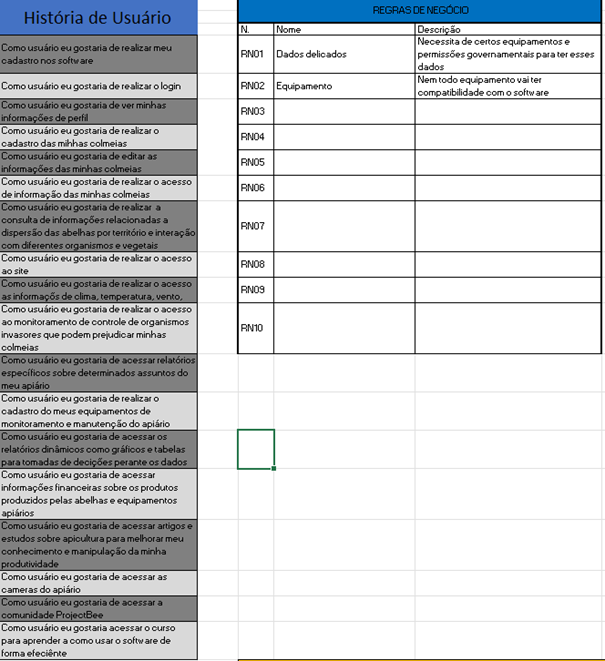 História de Usuário
Como usuário eu gostaria de realizar meu
cadastro nos software
Como usuário eu gostaria de realizar o login
Como usuário eu gostaria de ver minhas
informações de perfil
Como usuário eu gostaria de realizar o
cadastro das mihhas colmeias
Como usuário eu gostaria de editar as
informações das minhas colmeias
Como usuário eu gostaria de realizar o acesso
de informação das minhas colmeias
Como usuário eu gostaria de realizar a
consulta de informações relacionadas a
dispersão das abelhas por território e interação
com diferentes organismos e vegetais
Como usuário eu gostaria de realizar o acesso
ao site
Como usuário eu gostaria de realizar o acesso
as informaçõs de clima, temperatura, vento,
Como usuário eu gostaria de realizar o acesso
ao monitoramento de controle de organismos
invasores que podem prejudicar minhas
colmeias
Como usuário eu gostaria de acessar relatórios
específicos sobre determinados assuntos do
meu apiário
Como usuário eu gostaria de realizar o
cadastro do meus equipamentos de
monitoramento e manutenção do apiário
Como usuário eu gostaria de acessar os
relatórios dinâmicos como gráficos e tabelas
para tomadas de decições perante os dados
Como usuário eu gostaria de acessar
informações financeiras sobre os produtos
produzidos pelas abelhas e equipamentos
apiários
Como usuário eu gostaria de acessar artigos e
estudos sobre apicultura para melhorar meu
conhecimento e manipulação da minha
produtividade
Como usuário eu gostaria de acessar as
cameras do apiário
Como usuário eu gostaria de acessar a
comunidade ProjectBee
Como usuário eu gostaria acessar o curso
para aprender a como usar o software de
forma efeciênte
REGRAS DE NEGÓCIO
N. Nome Descrição
RN01 Dados delicados Necessita de certos equipamentos e
permissões governamentais para ter esses
dados
RN02 Equipamento Nem todo equipamento vai ter
compatibilidade com o software
RN03
RN04
RN05
RN06
RN07
RN08
RN09
RN10